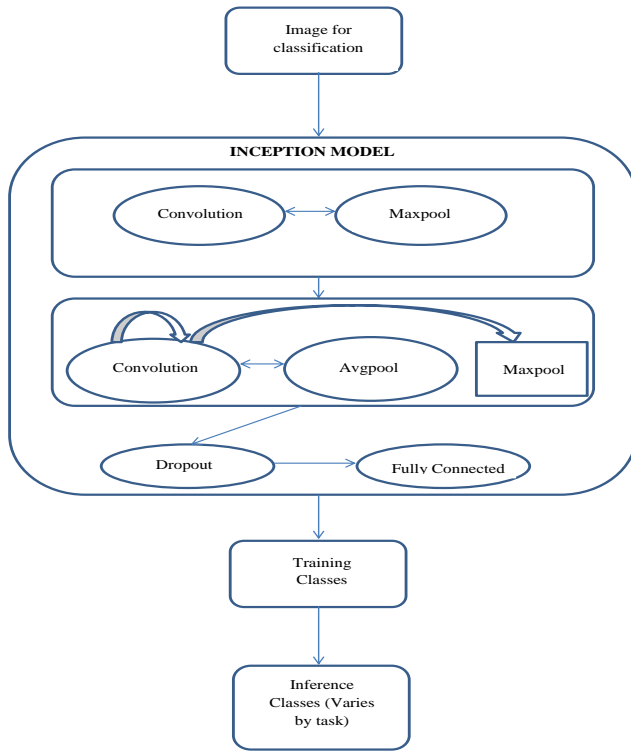 Image for
classification
INCEPTION MODEL
Convolution
Maxpool
Convolution
Avgpool
Maxpool
Dropout
Fully Connected
Training
Classes
Inference
Classes (Varies
by task)